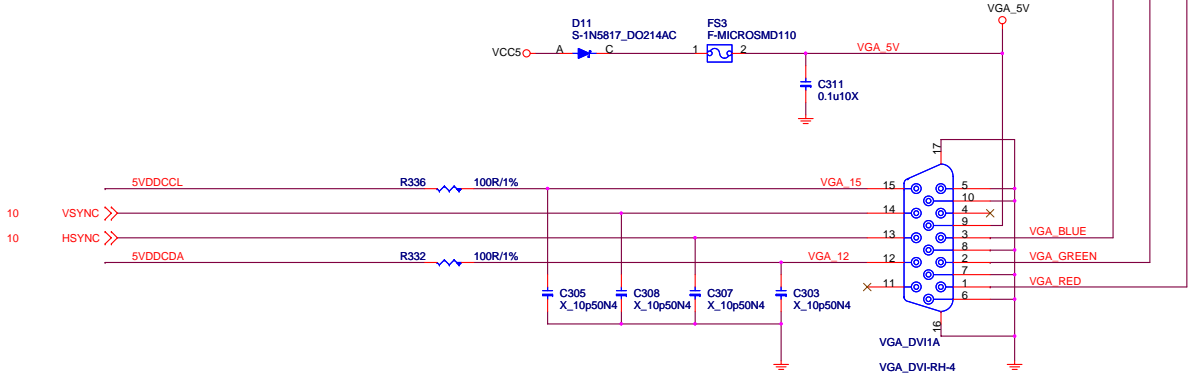 VGA_5V
D11
S-1N5817_DO214AC
FS3
F-MICROSMD110
VCC5 A C 1 2 VGA_5V
C311
0.1u10X
17
5VDDCCL R336 100R/1% VGA_15 15 5
10
10 VSYNC 14 4
9
10 HSYNC 13 3 VGA_BLUE
8
5VDDCDA R332 100R/1% VGA_12 12 2 VGA_GREEN
7
11 1 VGA_RED
6
C305
X_10p50N4
C308
X_10p50N4
C307
X_10p50N4
C303
X_10p50N4
16
VGA_DVI1A
VGA_DVI-RH-4